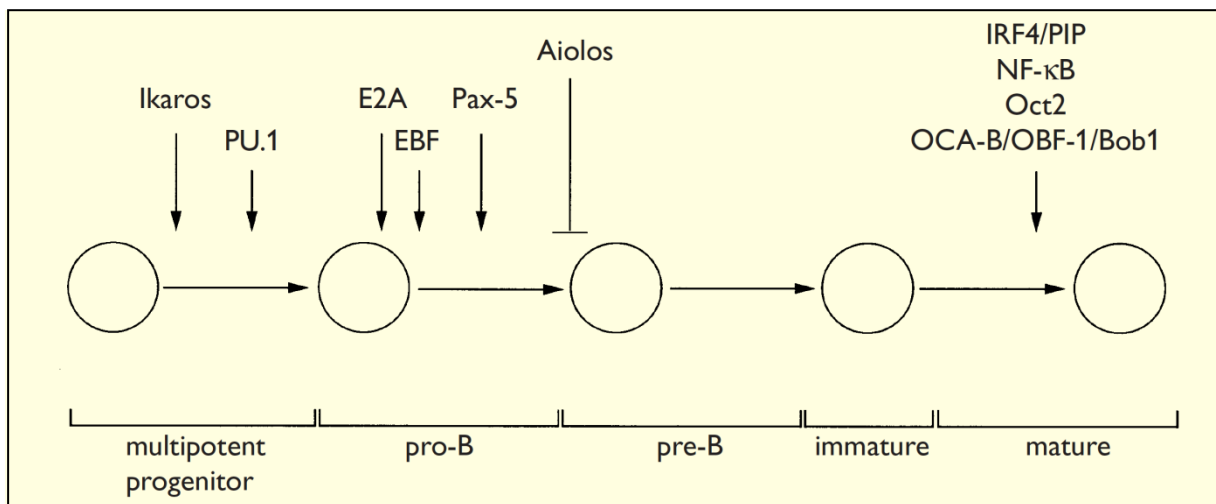 Ikaros
PU.1
E2A
EBF
Pax-5
Aiolos
IRF4/PIP
NF-κB
Oct2
OCA-B/OBF-1/Bob1
multipotent
progenitor
pro-B
pre-B
immature
mature